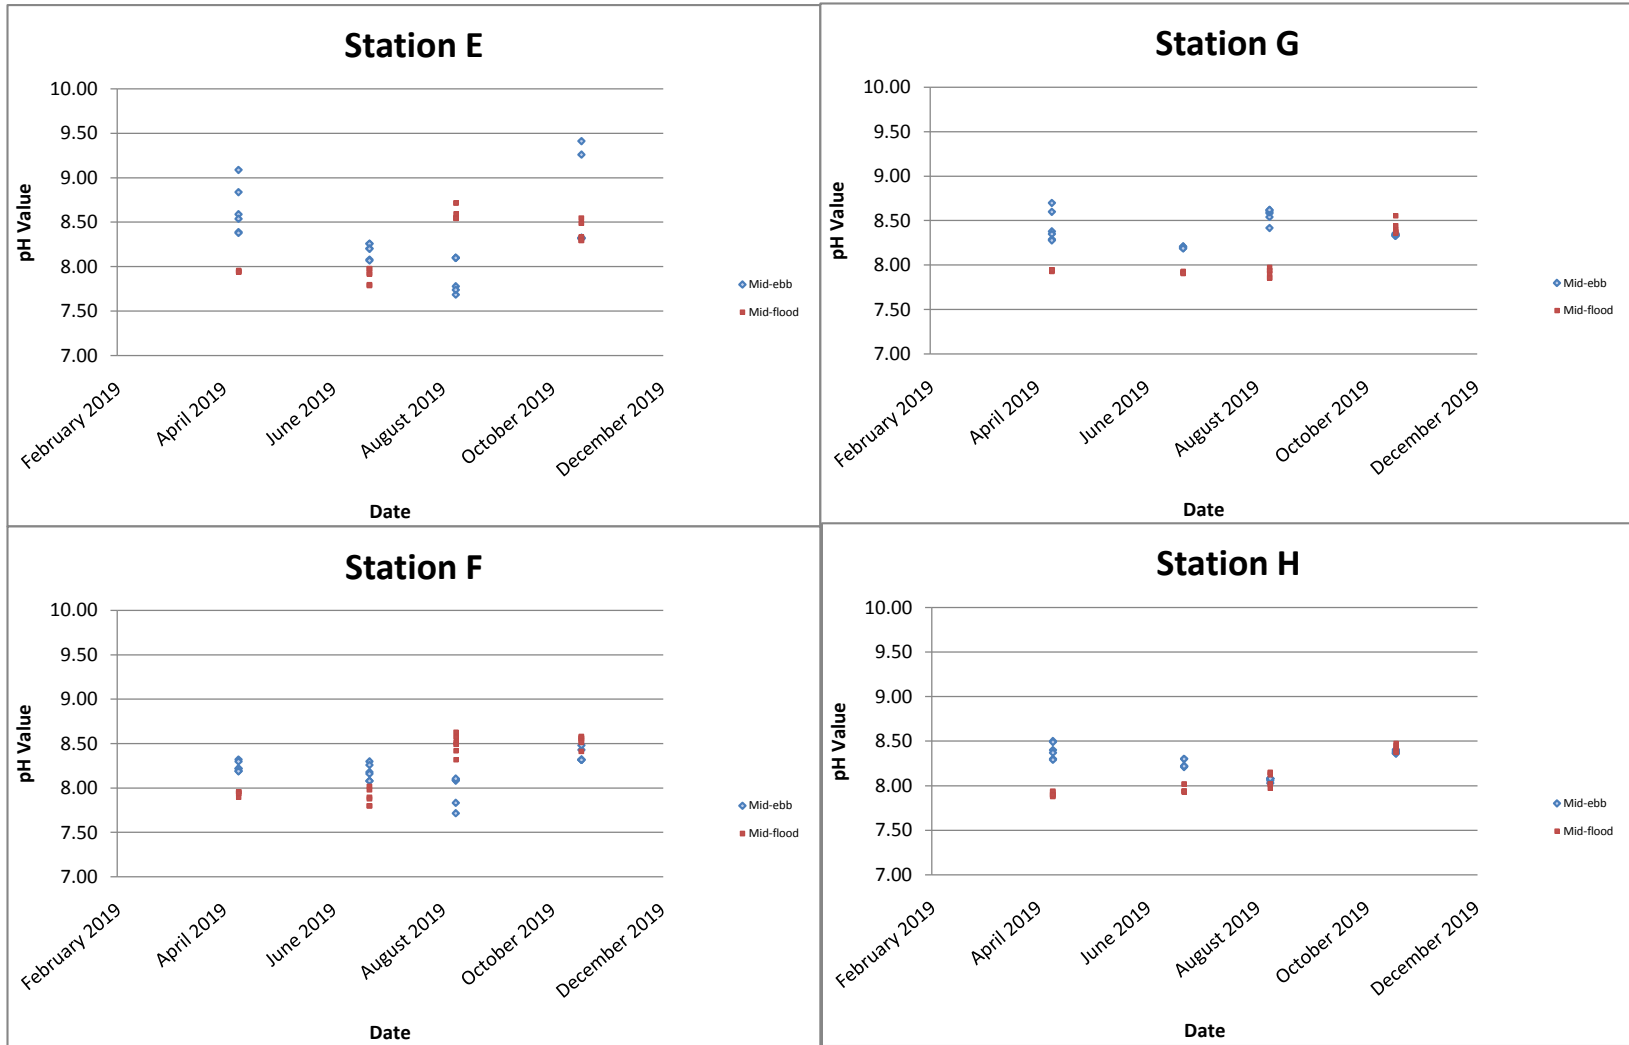 Station E
10.00
9.50
9.00
8.50
8.00
7.50
7.00
pH Value
February 2019
April 2019
June 2019
August 2019
October 2019
December 2019
Date
Mid-ebb
Mid-flood
Station G
10.00
9.50
9.00
8.50
8.00
7.50
7.00
pH Value
February 2019
April 2019
June 2019
August 2019
October 2019
December 2019
Date
Mid-ebb
Mid-flood
Station F
10.00
9.50
9.00
8.50
8.00
7.50
7.00
pH Value
February 2019
April 2019
June 2019
August 2019
October 2019
December 2019
Date
Mid-ebb
Mid-flood
Station H
10.00
9.50
9.00
8.50
8.00
7.50
7.00
pH Value
February 2019
April 2019
June 2019
August 2019
October 2019
December 2019
Date
Mid-ebb
Mid-flood